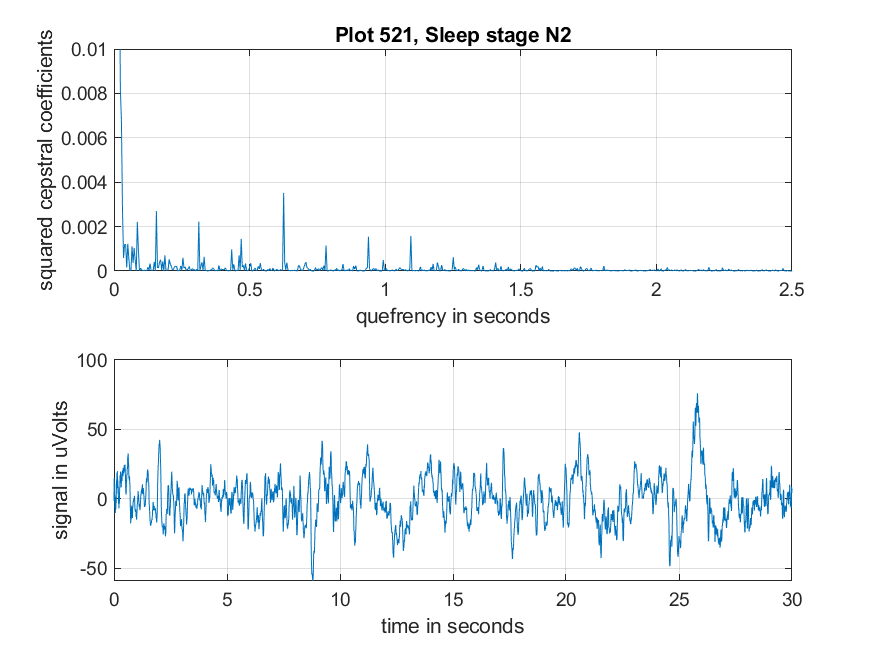 Plot 521, Sleep stage N2
squared cepstral coefficients
0.01
0.008
0.006
0.004
0.002
0
0 0.5 1 1.5 2 2.5
quefrency in seconds
signal in uVolts
100
50
0
-50
0 5 10 15 20 25 30
time in seconds